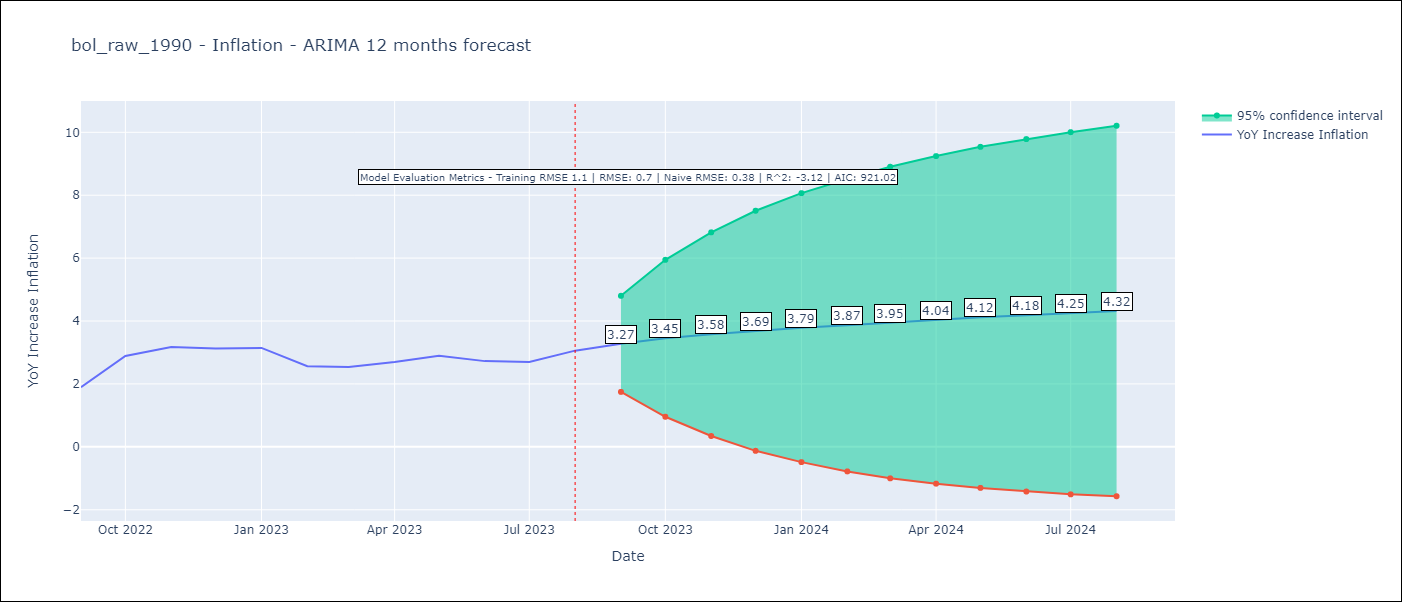 bol_raw_1990 - Inflation - ARIMA 12 months forecast
95% confidence interval
YoY Increase Inflation
Model Evaluation Metrics - Training RMSE 1.1 | RMSE: 0.7 | Naive RMSE: 0.38 | R^2: -3.12 | AIC: 921.02
YoY Increase Inflation
10
8
6
4
2
0
−2
3.27
3.45
3.58
3.69
3.79
3.87
3.95
4.04
4.12
4.18
4.25
4.32
Oct 2022
Jan 2023
Apr 2023
Jul 2023
Oct 2023
Jan 2024
Apr 2024
Jul 2024
Date